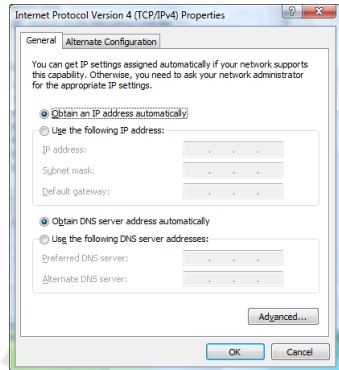 Internet Protocol Version 4 (TCP/IPv4) Properties
General Alternate Configuration
You can get IP settings assigned automatically if your network supports
this capability. Otherwise, you need to ask your network administrator
for the appropriate IP settings.
Obtain an IP address automatically
Use the following IP address:
IP address:
Subnet mask:
Default gateway:
Obtain DNS server address automatically
Use the following DNS server addresses:
Preferred DNS server:
Alternate DNS server:
Advanced...
OK Cancel